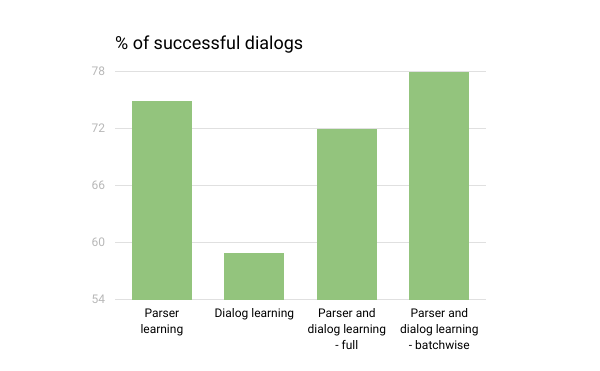 % of successful dialogs
78
72
66
60
54
Parser
learning
Dialog learning
Parser and
dialog learning
- full
Parser and
dialog learning
- batchwise